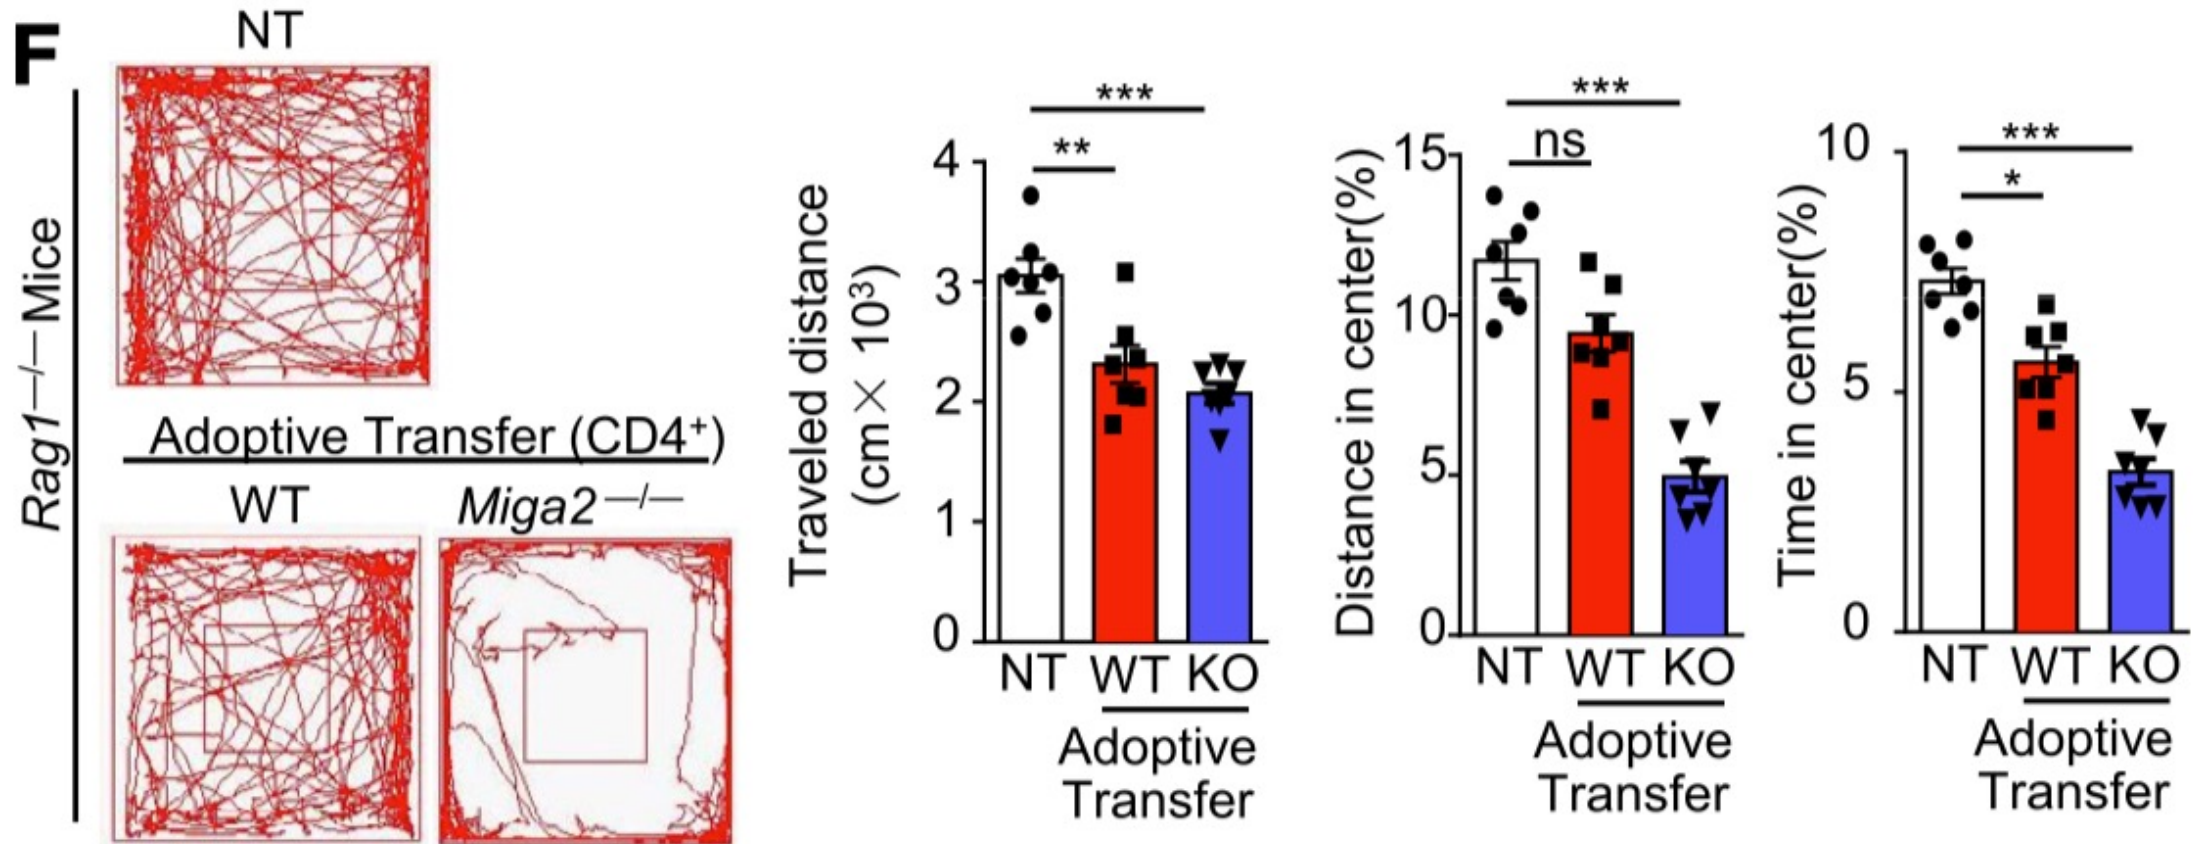 F
NT
Rag1—/—Mice
Adoptive Transfer (CD4⁺)
WT
Miga2—/—
Traveled distance
(cm × 10³)
4
3
2
1
0
***
**
NT
WT
KO
Adoptive
Transfer
Distance in center(%)
15
10
5
0
***
ns
NT
WT
KO
Adoptive
Transfer
Time in center(%)
10
5
0
***
*
NT
WT
KO
Adoptive
Transfer